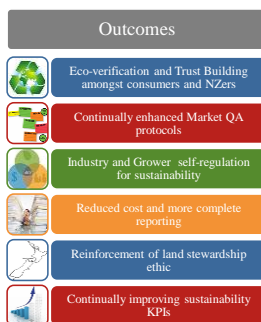 Outcomes
Eco-verification and Trust Building
amongst consumers and NZers
Continually enhanced Market QA
protocols
Industry and Grower self-regulation
for sustainability
Reduced cost and more complete
reporting
Reinforcement of land stewardship
ethic
Continually improving sustainability
KPIs